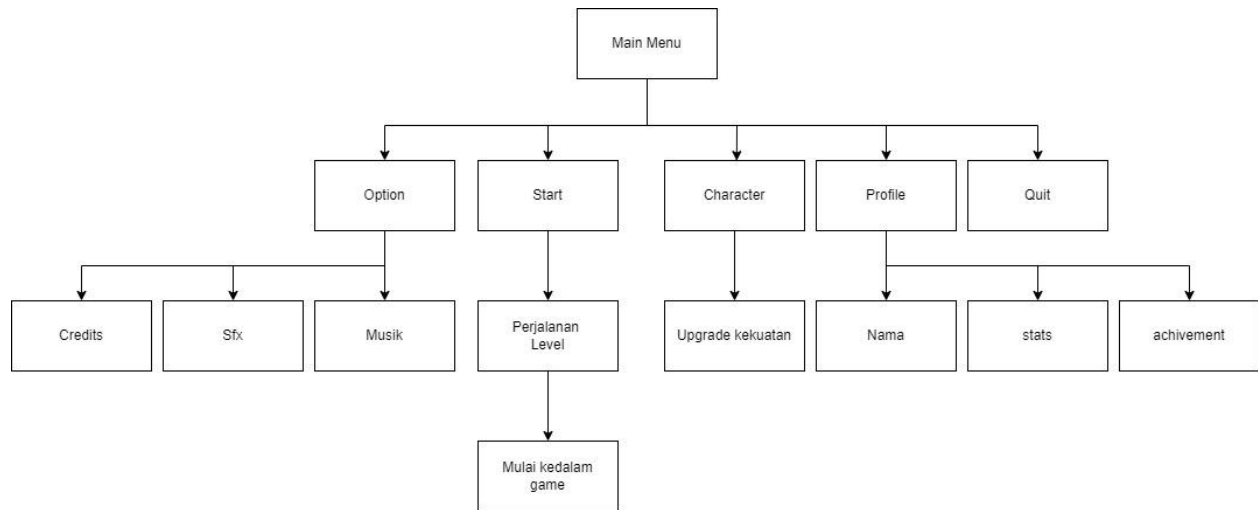 Main Menu
Option
Start
Character
Profile
Quit
Credits
Sfx
Musik
Perjalanan
Level
Upgrade kekuatan
Nama
stats
achivement
Mulai kedalam
game